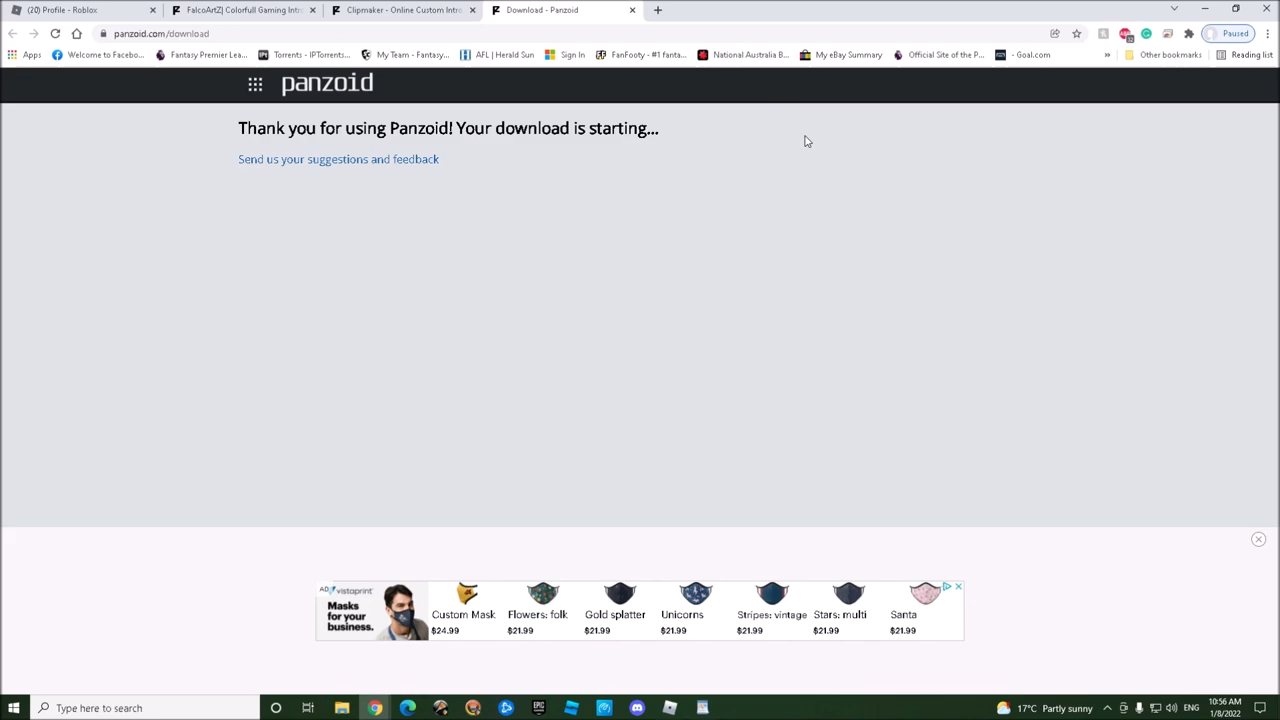 (20) Profile - Roblox
FalcoArtZ| Colorfull Gaming Intro
Clipmaker - Online Custom Intro
Download - Panzoid
panzoid.com/download
Paused
Apps
Welcome to Facebo...
Fantasy Premier Lea...
Torrents - IPTorrents...
My Team - Fantasy...
AFL | Herald Sun
Sign In
FanFooty - #1 fanta...
National Australia B...
My eBay Summary
Official Site of the P...
- Goal.com
»
Other bookmarks
Reading list
panzoid
Thank you for using Panzoid! Your download is starting...
Send us your suggestions and feedback
AD
vistaprint
Masks
for your
business.
Custom Mask
$24.99
Flowers: folk
$21.99
Gold splatter
$21.99
Unicorns
$21.99
Stripes: vintage
$21.99
Stars: multi
$21.99
Santa
$21.99
Type here to search
EPIC
17°C Partly sunny
ENG
10:56 AM
1/8/2022